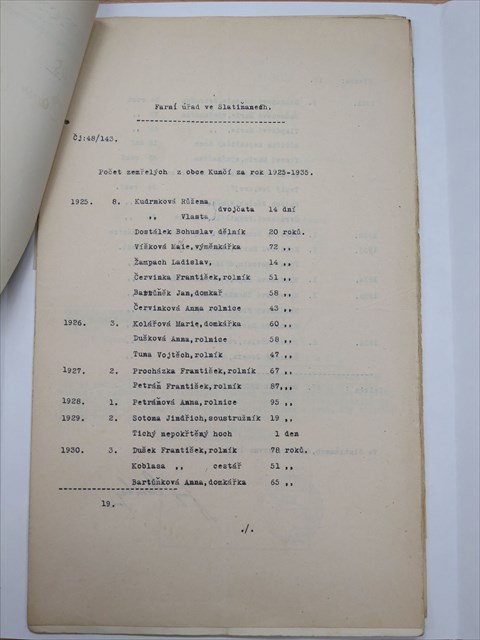 Farní úřad ve Slatiňanech.
Čj:48/143.
Počet zemřelých z obce Kunčí za rok 1925-1935.
1925. 8. Kudrnková Růžena dvojčata 14 dní
,, Vlasta
Dostálek Bohuslav dělník 20 roků.
Víšková Marie, výměnkářka 72 ,,
Žampach Ladislav, 14 ,,
Červinka František, rolník 51 ,,
Bartůněk Jan, domkař 58 ,,
Červinková Anna rolnice 43 ,,
1926. 3. Kolářová Marie, domkářka 60 ,,
Dušková Anna, rolnice 58 ,,
Tuma Vojtěch, rolník 47 ,,
1927. 2. Procházka František, rolník 67 ,,
Petráň František, rolník 87,,,
1928. 1. Petráňová Anna, rolnice 95 ,,
1929. 2. Sotona Jindřich, soustružník 19 ,,
Tichý nepokřtěný hoch 1 den
1930. 3. Dušek František, rolník 78 roků.
Koblasa ,, cestář 51 ,,
Bartůňková Anna, domkářka 65 ,,
19.
./.